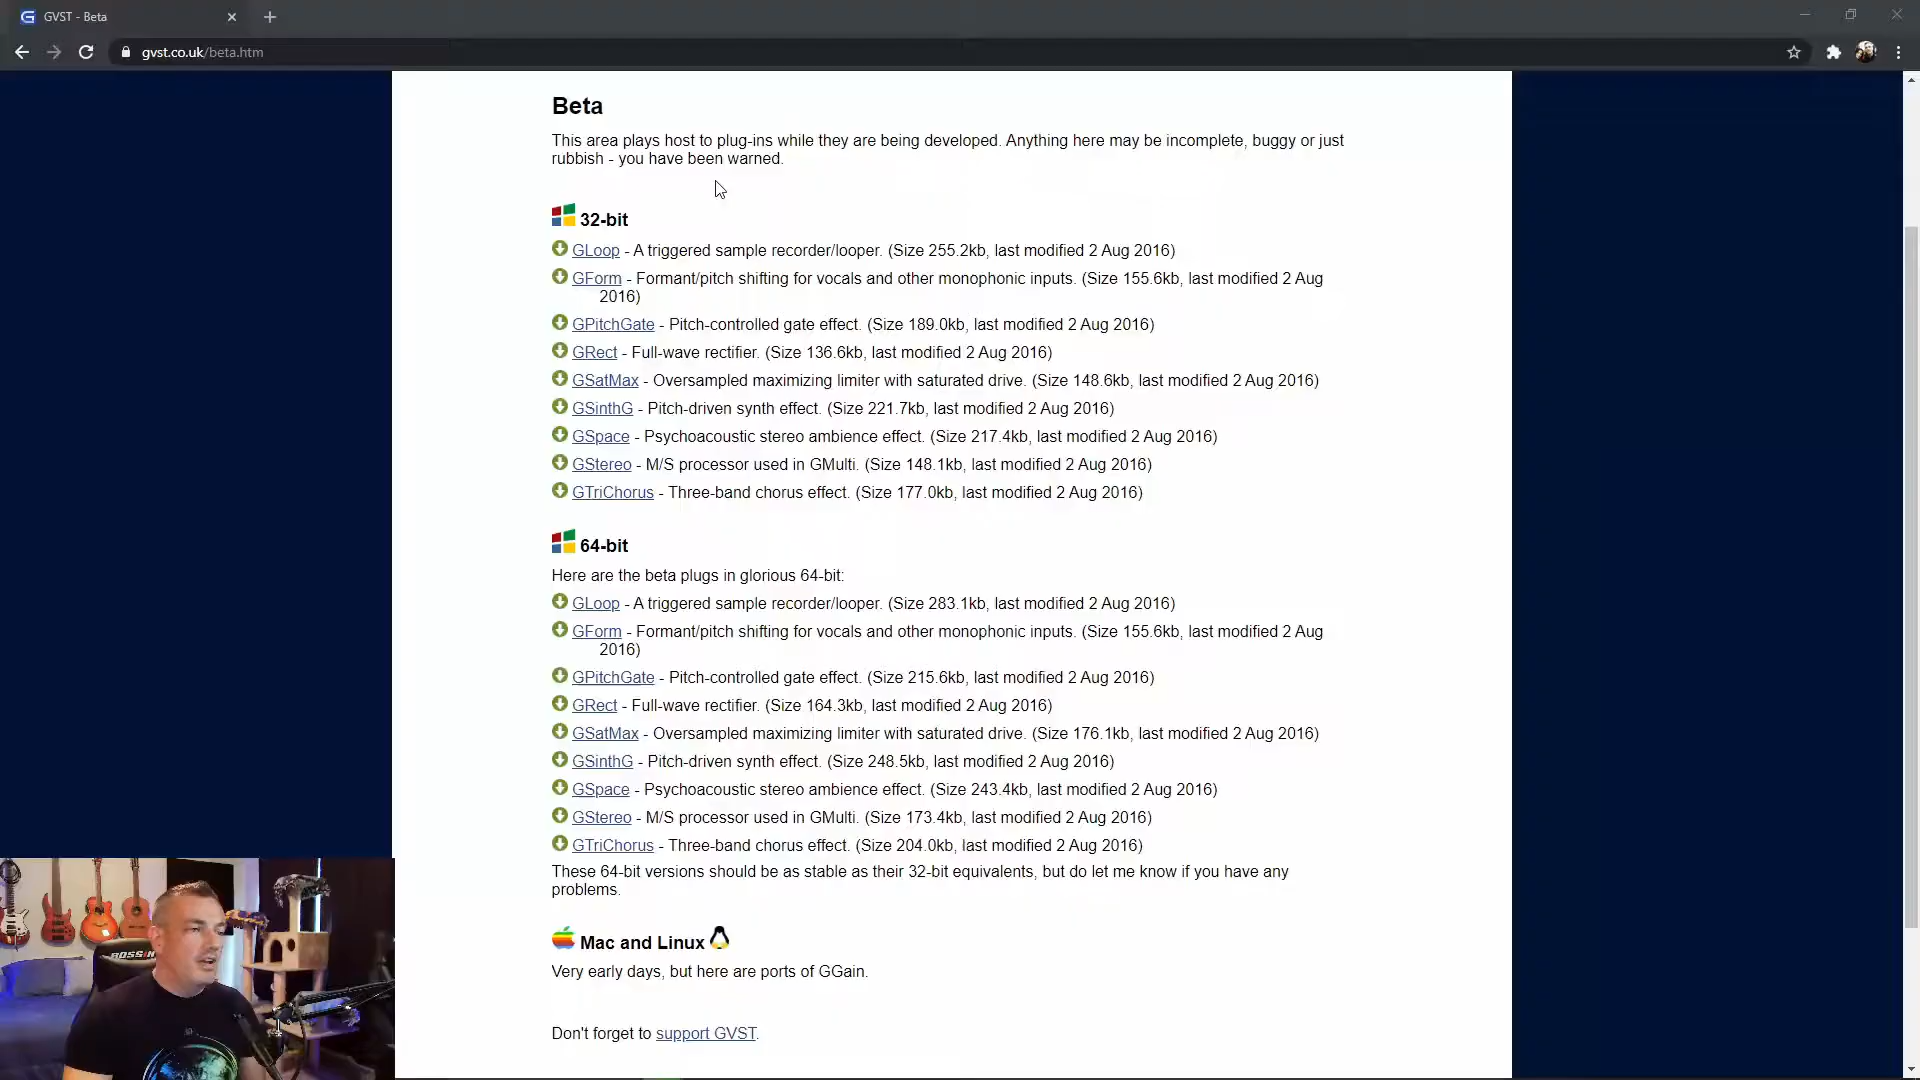 GVST - Beta
gvst.co.uk/beta.htm
Beta
This area plays host to plug-ins while they are being developed. Anything here may be incomplete, buggy or just
rubbish - you have been warned.
32-bit
GLoop - A triggered sample recorder/looper. (Size 255.2kb, last modified 2 Aug 2016)
GForm - Formant/pitch shifting for vocals and other monophonic inputs. (Size 155.6kb, last modified 2 Aug
2016)
GPitchGate - Pitch-controlled gate effect. (Size 189.0kb, last modified 2 Aug 2016)
GRect - Full-wave rectifier. (Size 136.6kb, last modified 2 Aug 2016)
GSatMax - Oversampled maximizing limiter with saturated drive. (Size 148.6kb, last modified 2 Aug 2016)
GSinthG - Pitch-driven synth effect. (Size 221.7kb, last modified 2 Aug 2016)
GSpace - Psychoacoustic stereo ambience effect. (Size 217.4kb, last modified 2 Aug 2016)
GStereo - M/S processor used in GMulti. (Size 148.1kb, last modified 2 Aug 2016)
GTriChorus - Three-band chorus effect. (Size 177.0kb, last modified 2 Aug 2016)
64-bit
Here are the beta plugs in glorious 64-bit:
GLoop - A triggered sample recorder/looper. (Size 283.1kb, last modified 2 Aug 2016)
GForm - Formant/pitch shifting for vocals and other monophonic inputs. (Size 155.6kb, last modified 2 Aug
2016)
GPitchGate - Pitch-controlled gate effect. (Size 215.6kb, last modified 2 Aug 2016)
GRect - Full-wave rectifier. (Size 164.3kb, last modified 2 Aug 2016)
GSatMax - Oversampled maximizing limiter with saturated drive. (Size 176.1kb, last modified 2 Aug 2016)
GSinthG - Pitch-driven synth effect. (Size 248.5kb, last modified 2 Aug 2016)
GSpace - Psychoacoustic stereo ambience effect. (Size 243.4kb, last modified 2 Aug 2016)
GStereo - M/S processor used in GMulti. (Size 173.4kb, last modified 2 Aug 2016)
GTriChorus - Three-band chorus effect. (Size 204.0kb, last modified 2 Aug 2016)
These 64-bit versions should be as stable as their 32-bit equivalents, but do let me know if you have any
problems.
Mac and Linux
Very early days, but here are ports of GGain.
Don't forget to support GVST.